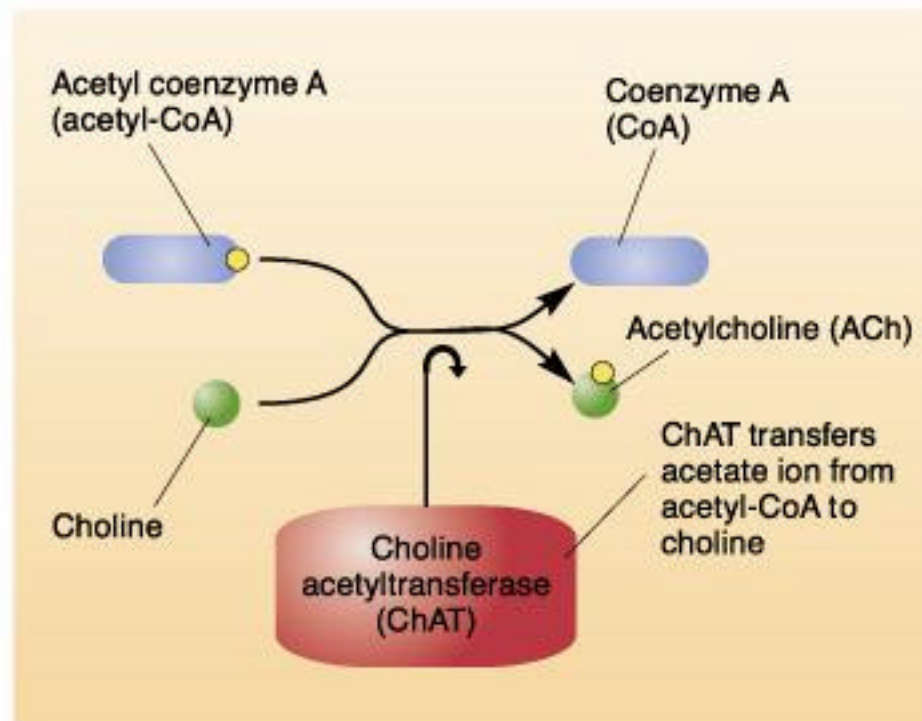 Acetyl coenzyme A
(acetyl-CoA)
Coenzyme A
(CoA)
Acetylcholine (ACh)
ChAT transfers
acetate ion from
acetyl-CoA to
choline
Choline
Choline
acetyltransferase
(ChAT)